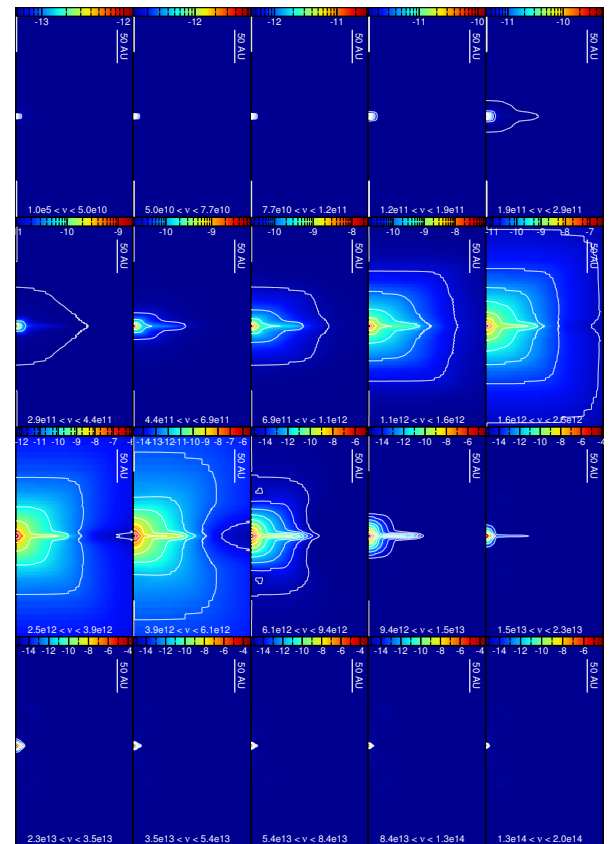 -13 -12
50 AU
1.0e5 < ν < 5.0e10
-12
50 AU
5.0e10 < ν < 7.7e10
-12 -11
50 AU
7.7e10 < ν < 1.2e11
-11
50 AU
1.2e11 < ν < 1.9e11
-11 -10
50 AU
1.9e11 < ν < 2.9e11
1 -10 -9
50 AU
2.9e11 < ν < 4.4e11
-10 -9
50 AU
4.4e11 < ν < 6.9e11
-10 -9 -8
50 AU
6.9e11 < ν < 1.1e12
-10 -9 -8
50 AU
1.1e12 < ν < 1.6e12
-11 -10 -9 -8 -7
50 AU
1.6e12 < ν < 2.5e12
-12 -11 -10 -9 -8 -7 -6
50 AU
2.5e12 < ν < 3.9e12
-14 -13 -12 -11 -10 -9 -8 -7 -6
50 AU
3.9e12 < ν < 6.1e12
-14 -12 -10 -8 -6
50 AU
6.1e12 < ν < 9.4e12
-14 -12 -10 -8 -6
50 AU
9.4e12 < ν < 1.5e13
-14 -12 -10 -8 -6 -4
50 AU
1.5e13 < ν < 2.3e13
-14 -12 -10 -8 -6
50 AU
2.3e13 < ν < 3.5e13
-14 -12 -10 -8 -6
50 AU
3.5e13 < ν < 5.4e13
-14 -12 -10 -8 -6
50 AU
5.4e13 < ν < 8.4e13
-14 -12 -10 -8 -6
50 AU
8.4e13 < ν < 1.3e14
-14 -12 -10 -8 -6 -4
50 AU
1.3e14 < ν < 2.0e14